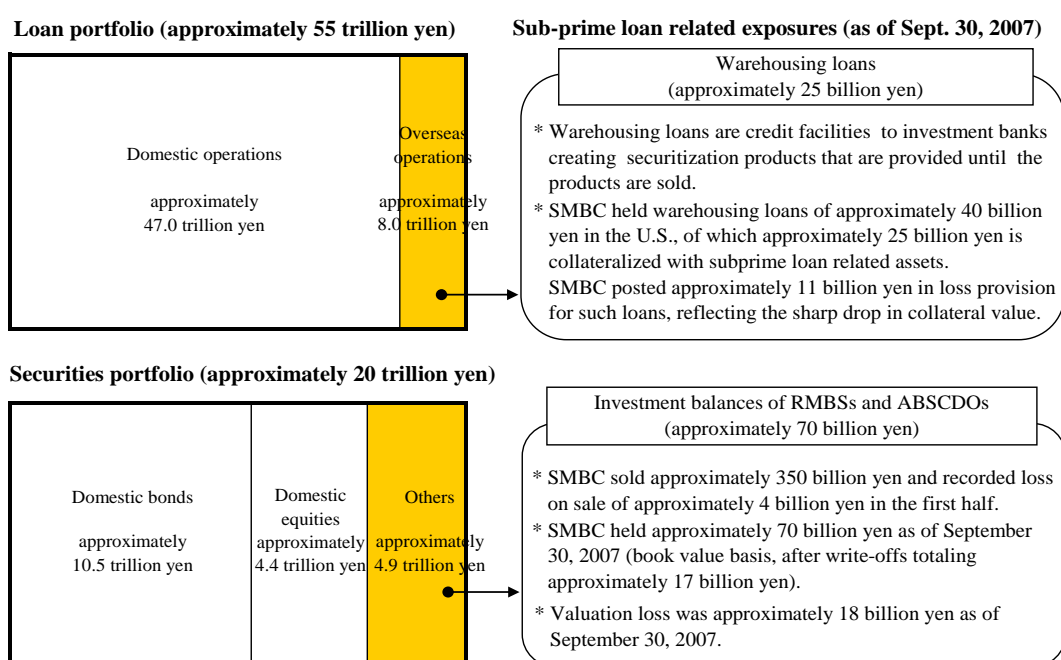 Loan portfolio (approximately 55 trillion yen)
Domestic operations
approximately
47.0 trillion yen
Overseas
operations
approximately
8.0 trillion yen
Sub-prime loan related exposures (as of Sept. 30, 2007)
Warehousing loans
(approximately 25 billion yen)
* Warehousing loans are credit facilities to investment banks
creating securitization products that are provided until the
products are sold.
* SMBC held warehousing loans of approximately 40 billion
yen in the U.S., of which approximately 25 billion yen is
collateralized with subprime loan related assets.
SMBC posted approximately 11 billion yen in loss provision
for such loans, reflecting the sharp drop in collateral value.
Securities portfolio (approximately 20 trillion yen)
Domestic bonds
approximately
10.5 trillion yen
Domestic
equities
approximately
4.4 trillion yen
Others
approximately
4.9 trillion yen
Investment balances of RMBSs and ABSCDOs
(approximately 70 billion yen)
* SMBC sold approximately 350 billion yen and recorded loss
on sale of approximately 4 billion yen in the first half.
* SMBC held approximately 70 billion yen as of September
30, 2007 (book value basis, after write-offs totaling
approximately 17 billion yen).
* Valuation loss was approximately 18 billion yen as of
September 30, 2007.